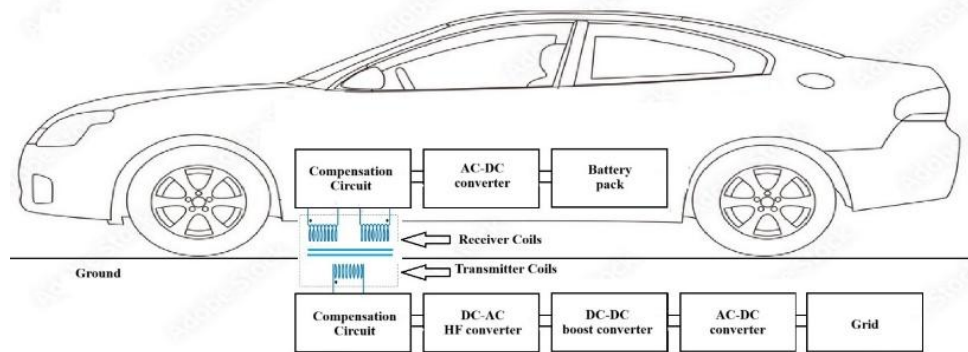 Compensation
Circuit
AC-DC
converter
Battery
pack
Receiver Coils
Ground
Transmitter Coils
Compensation
Circuit
DC-AC
HF converter
DC-DC
boost converter
AC-DC
converter
Grid